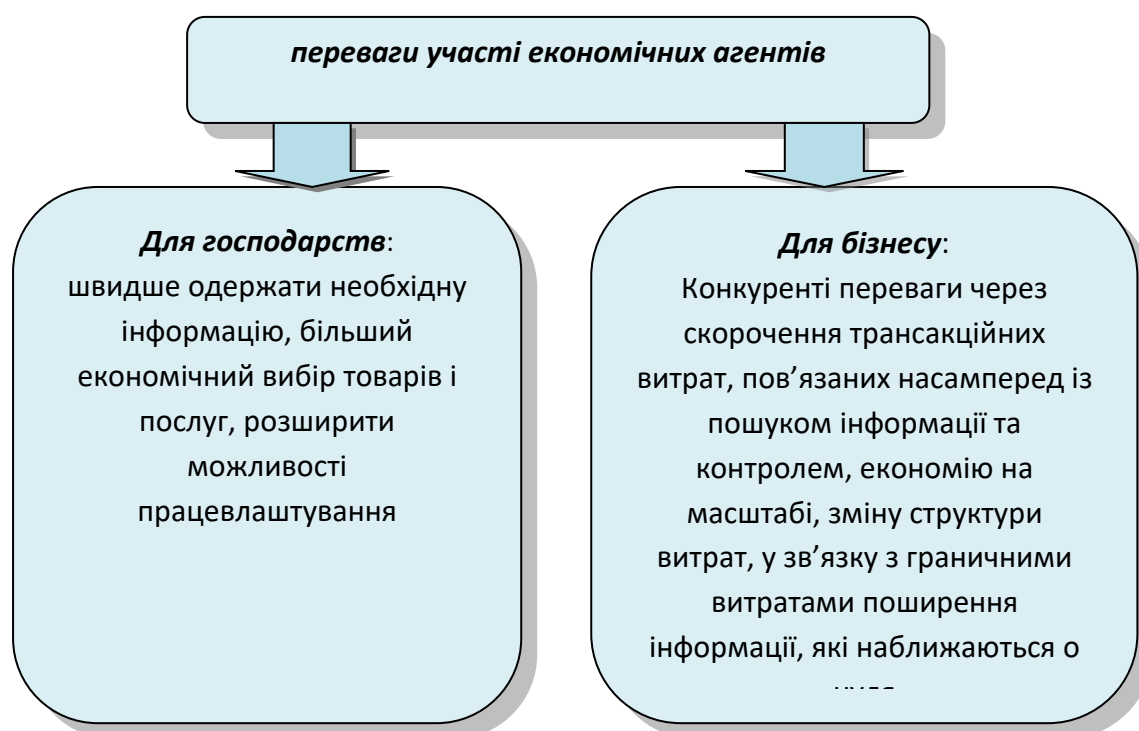 переваги участі економічних агентів
Для господарств:
швидше одержати необхідну
інформацію, більший
економічний вибір товарів і
послуг, розширити
можливості
працевлаштування
Для бізнесу:
Конкуренті переваги через
скорочення трансакційних
витрат, пов’язаних насамперед із
пошуком інформації та
контролем, економію на
масштабі, зміну структури
витрат, у зв’язку з граничними
витратами поширення
інформації, які наближаються о